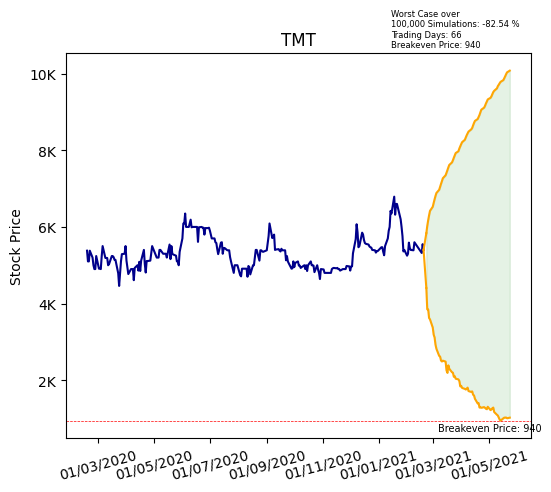 Worst Case over
100,000 Simulations: -82.54 %
Trading Days: 66
Breakeven Price: 940
TMT
Stock Price
10K
8K
6K
4K
2K
Breakeven Price: 940
01/03/2020
01/05/2020
01/07/2020
01/09/2020
01/11/2020
01/01/2021
01/03/2021
01/05/2021